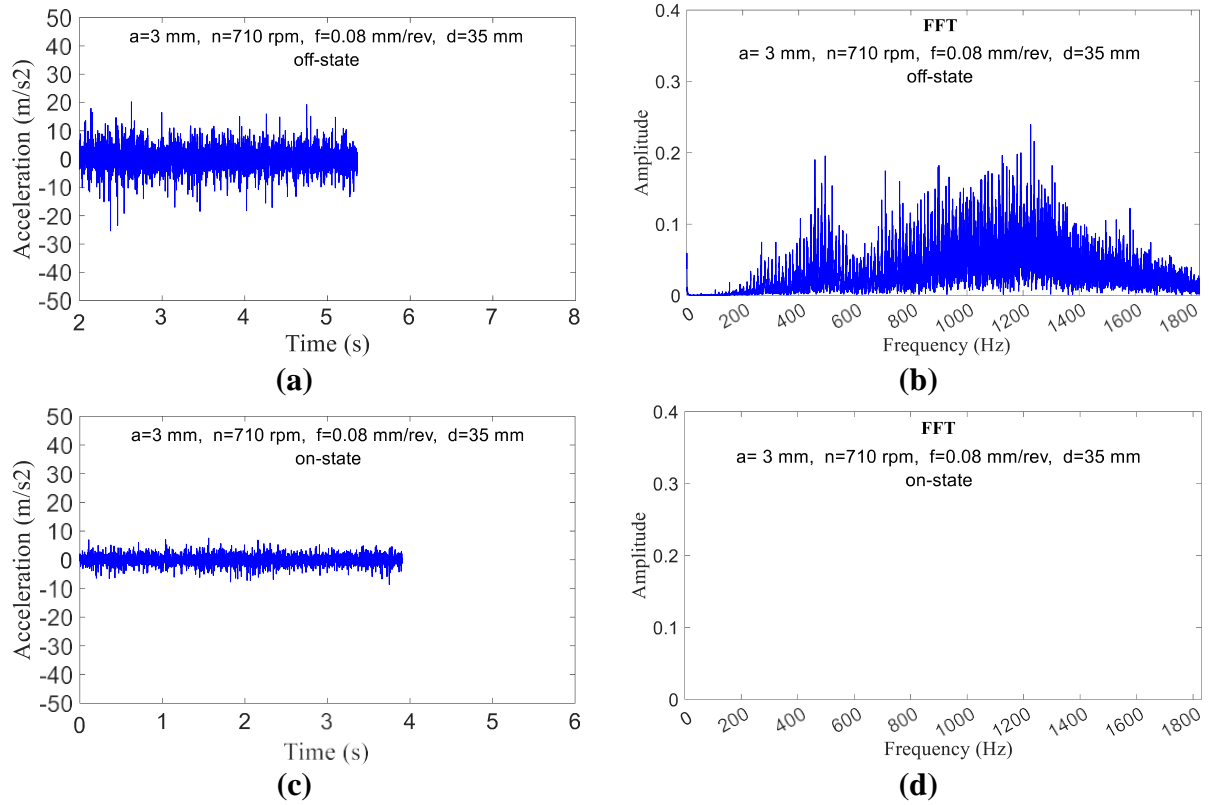 50
40
30
20
10
0
-10
-20
-30
-40
-50
Acceleration (m/s2)
a=3 mm, n=710 rpm, f=0.08 mm/rev, d=35 mm
off-state
2 3 4 5 6 7 8
Time (s)
(a)
0.4
0.3
0.2
0.1
0
Amplitude
FFT
a= 3 mm, n=710 rpm, f=0.08 mm/rev, d=35 mm
off-state
0 200 400 600 800 1000 1200 1400 1600 1800
Frequency (Hz)
(b)
50
40
30
20
10
0
-10
-20
-30
-40
-50
Acceleration (m/s2)
a=3 mm, n=710 rpm, f=0.08 mm/rev, d=35 mm
on-state
0 1 2 3 4 5 6
Time (s)
(c)
0.4
0.3
0.2
0.1
0
Amplitude
FFT
a= 3 mm, n=710 rpm, f=0.08 mm/rev, d=35 mm
on-state
0 200 400 600 800 1000 1200 1400 1600 1800
Frequency (Hz)
(d)